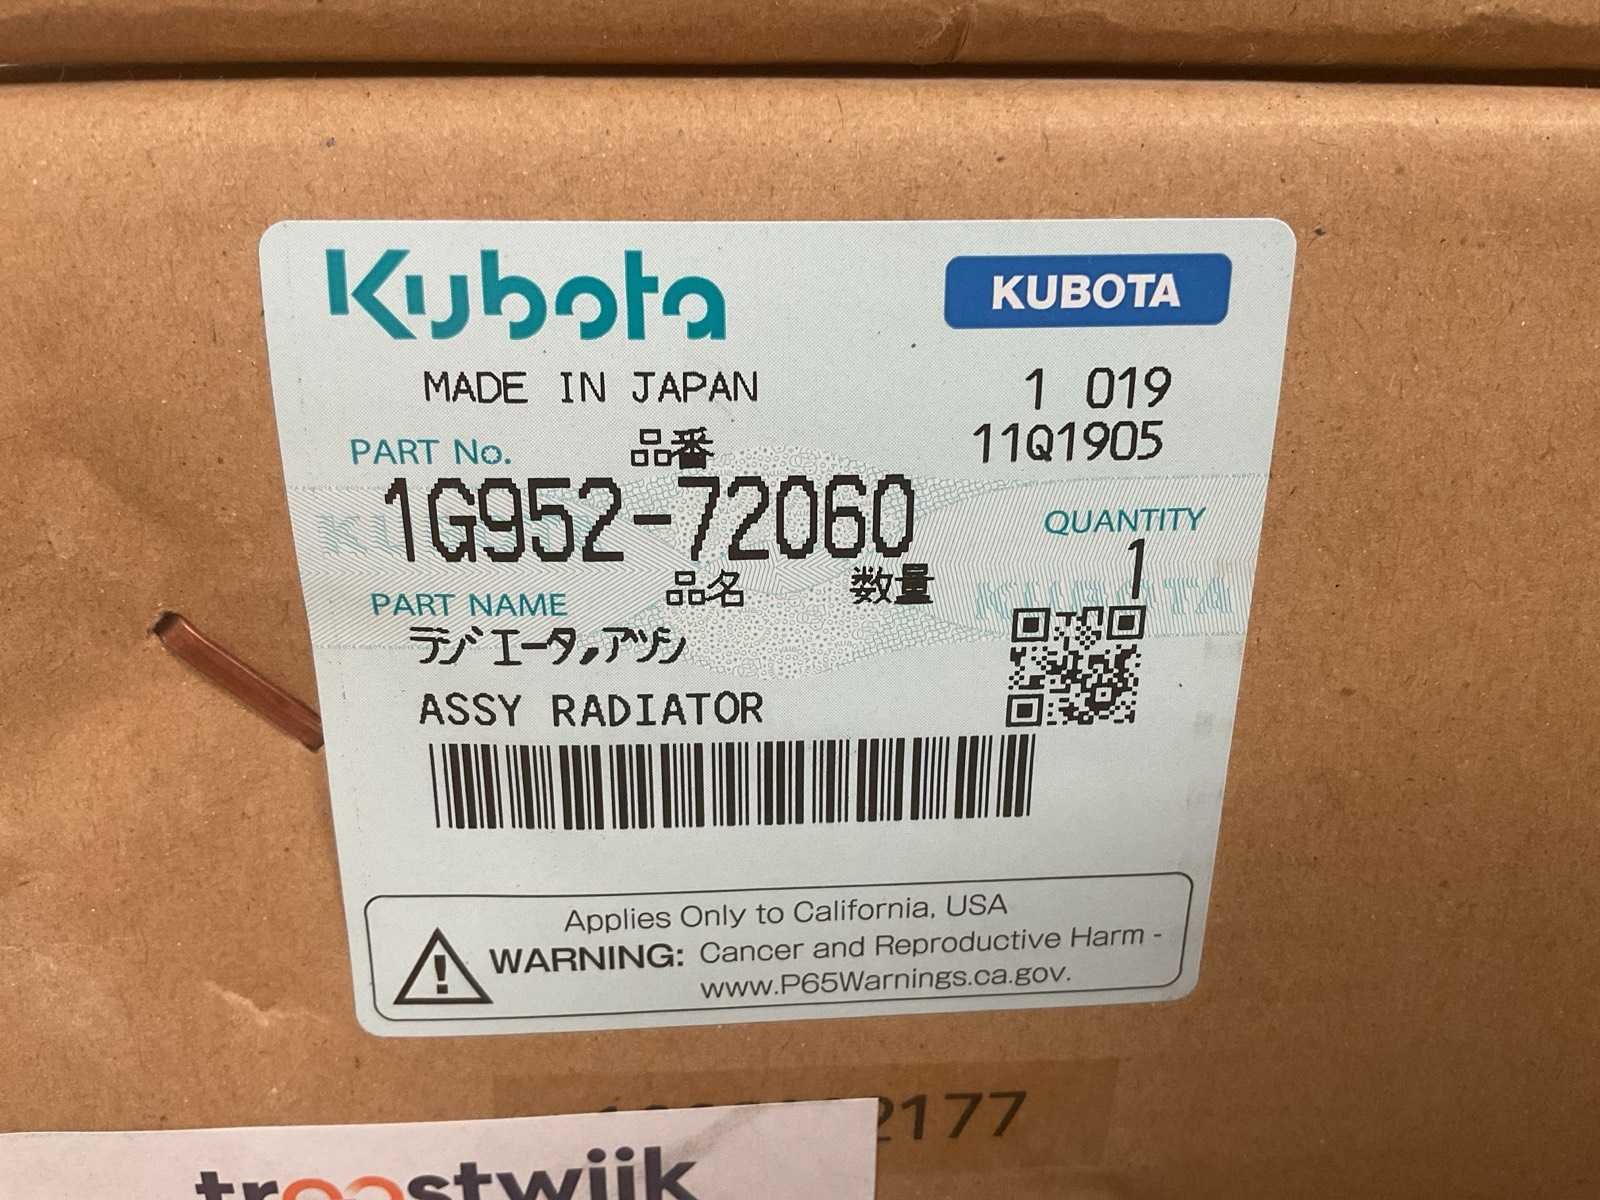 Kubota
KUBOTA
MADE IN JAPAN
1 019
11Q1905
PART No. 品番
1G952-72060
QUANTITY
1
PART NAME 品名 数量
ラジエータ,アツシ
ASSY RADIATOR
KUBOTA
Applies Only to California, USA
WARNING: Cancer and Reproductive Harm -
www.P65Warnings.ca.gov.
2177
troostwijk